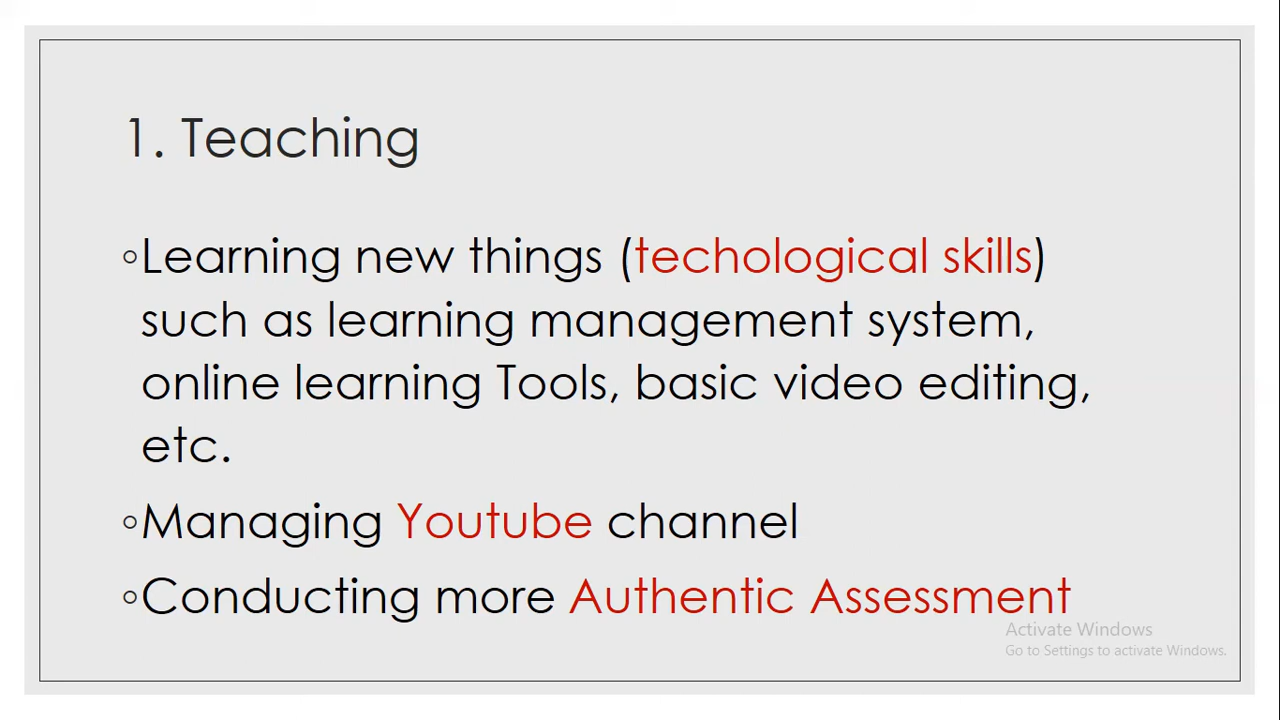 1. Teaching
◦Learning new things (techological skills)
such as learning management system,
online learning Tools, basic video editing,
etc.
◦Managing Youtube channel
◦Conducting more Authentic Assessment
Activate Windows
Go to Settings to activate Windows.